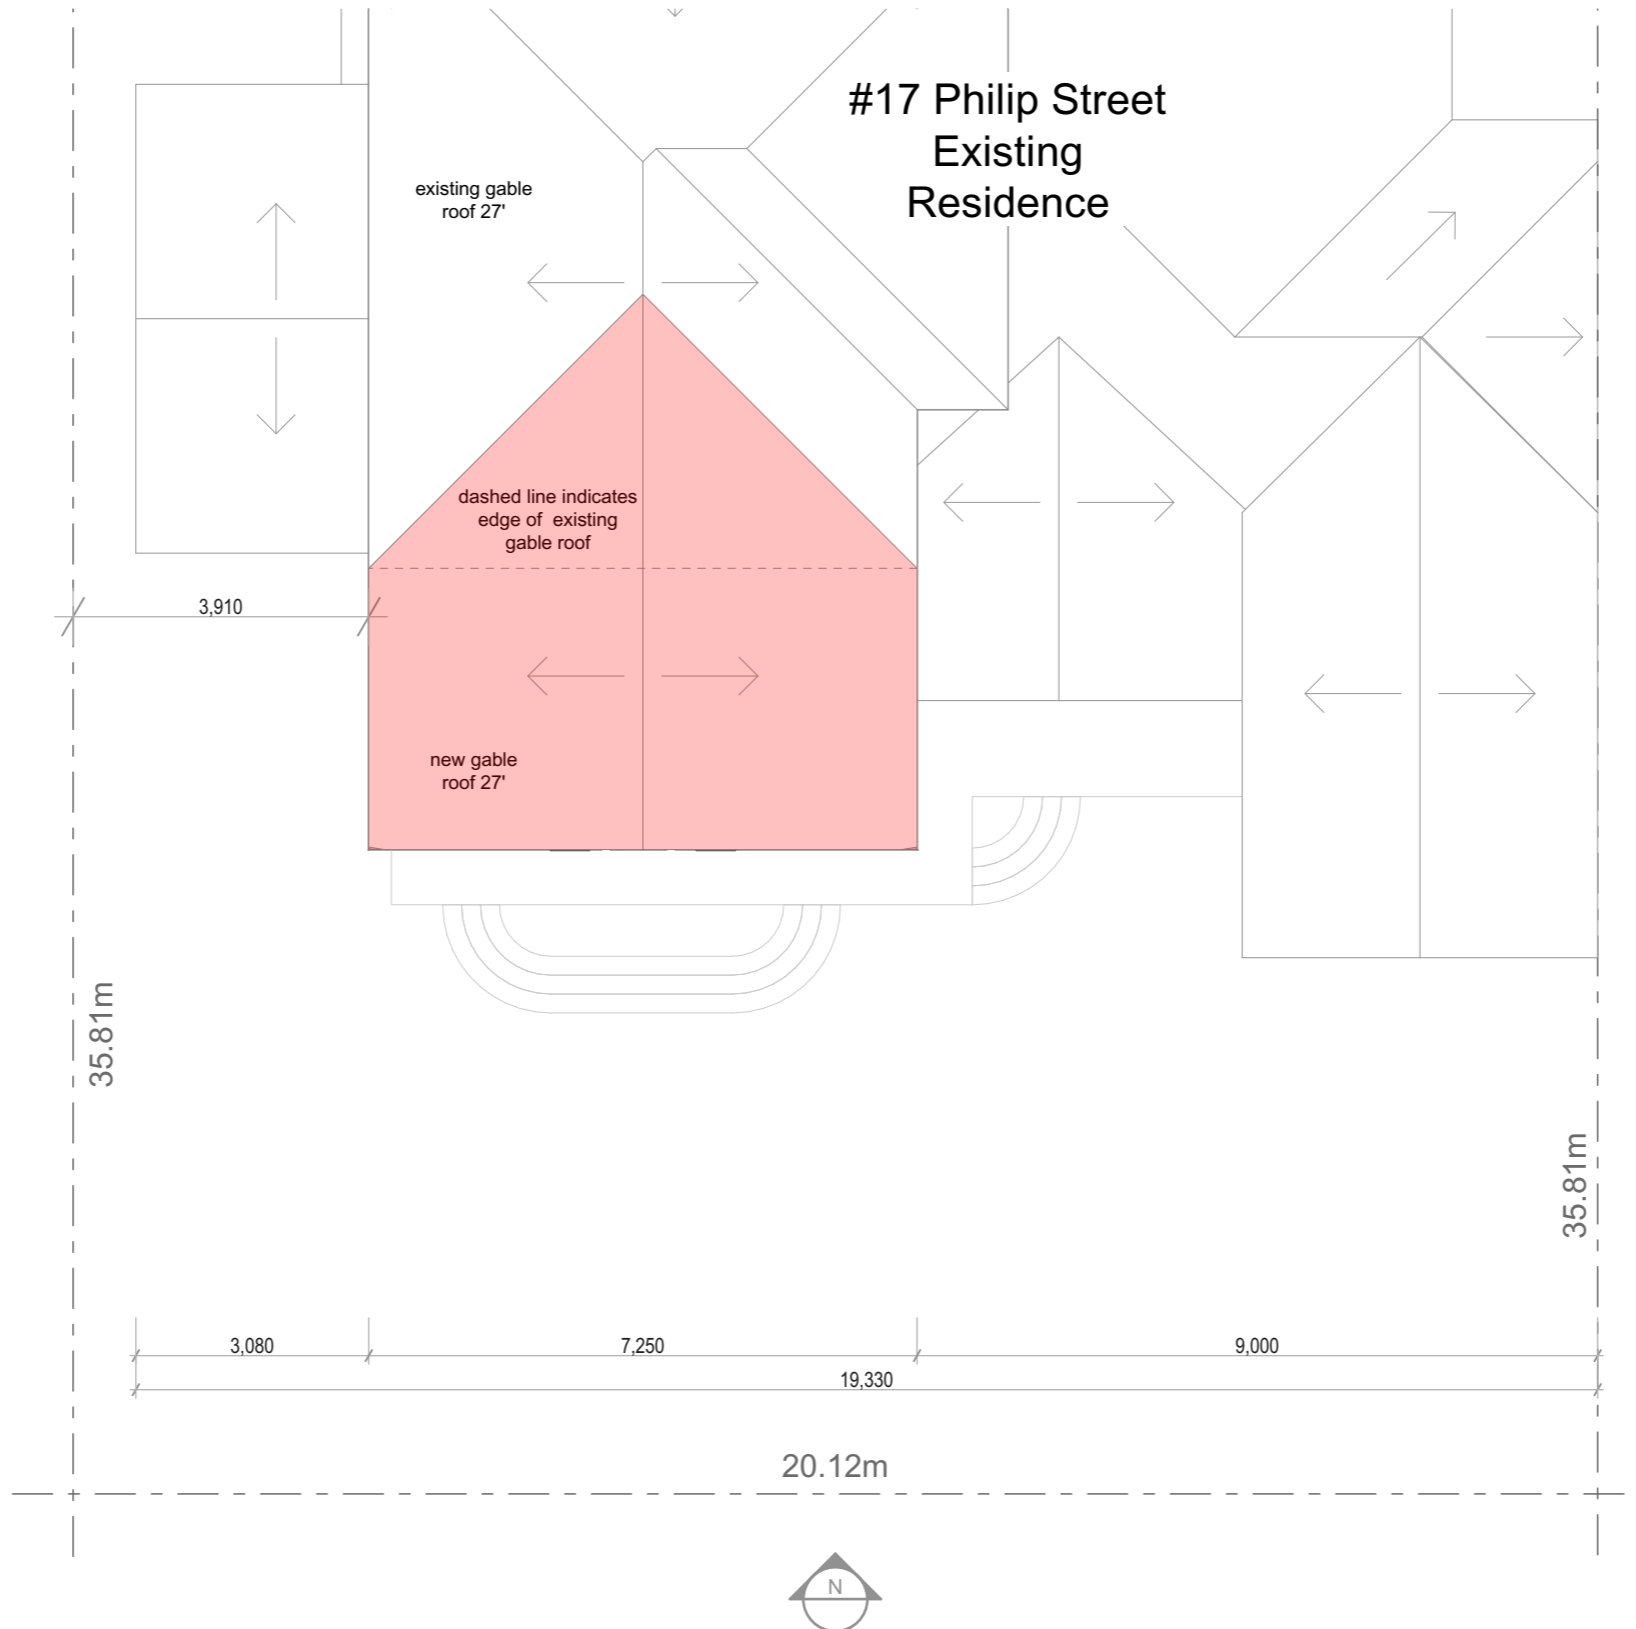 #17 Philip Street
Existing
Residence
existing gable
roof 27'
dashed line indicates
edge of existing
gable roof
3,910
new gable
roof 27'
35.81m
35.81m
3,080
7,250
9,000
19,330
20.12m
N